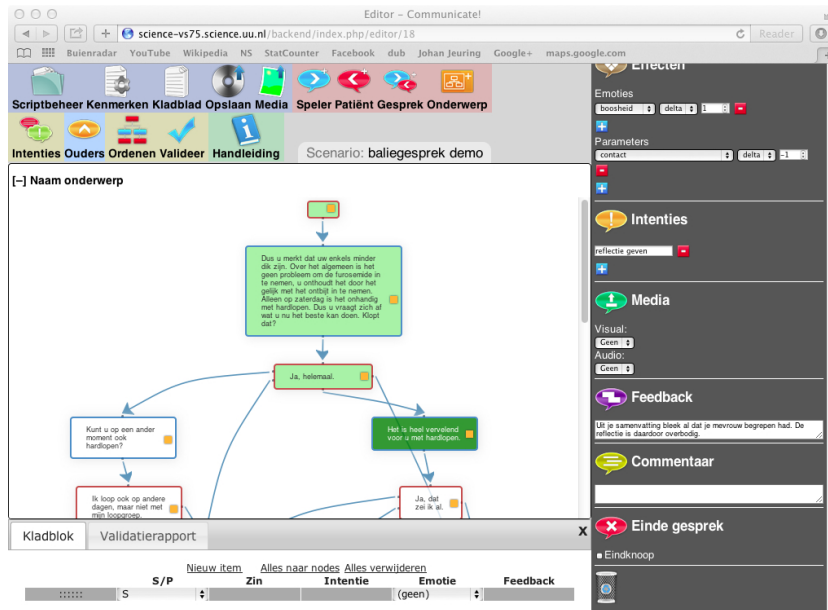 Editor – Communicate!
science-vs75.science.uu.nl/backend/index.php/editor/18
Reader
Buienradar YouTube Wikipedia NS StatCounter Facebook dub Johan Jeuring Google+ maps.google.com
Scriptbeheer Kenmerken Kladblad Opslaan Media Speler Patiënt Gesprek Onderwerp
Intenties Ouders Ordenen Valideer Handleiding
Scenario: baliegesprek demo
[–] Naam onderwerp
Dus u merkt dat uw enkels minder
dik zijn. Over het algemeen is het
geen probleem om de furosemide in
te nemen, u onthoudt het door het
gelijk met het ontbijt in te nemen.
Alleen op zaterdag is het onhandig
met hardlopen. Dus u vraagt zich af
wat u nu het beste kan doen. Klopt
dat?
Ja, helemaal.
Kunt u op een ander
moment ook
hardlopen?
Het is heel vervelend
voor u met hardlopen.
Ik loop ook op andere
dagen, maar niet met
mijn loopgroep.
Ja, dat
zei ik al.
Effecten
Emoties
boosheid delta 1
Parameters
contact delta -1
Intenties
reflectie geven
Media
Visual:
Geen
Audio:
Geen
Feedback
Uit je samenvatting bleek al dat je mevrouw begrepen had. De
reflectie is daardoor overbodig.
Commentaar
Einde gesprek
Eindknoop
Kladblok Validatierapport X
Nieuw item Alles naar nodes Alles verwijderen
S/P Zin Intentie Emotie Feedback
S (geen)